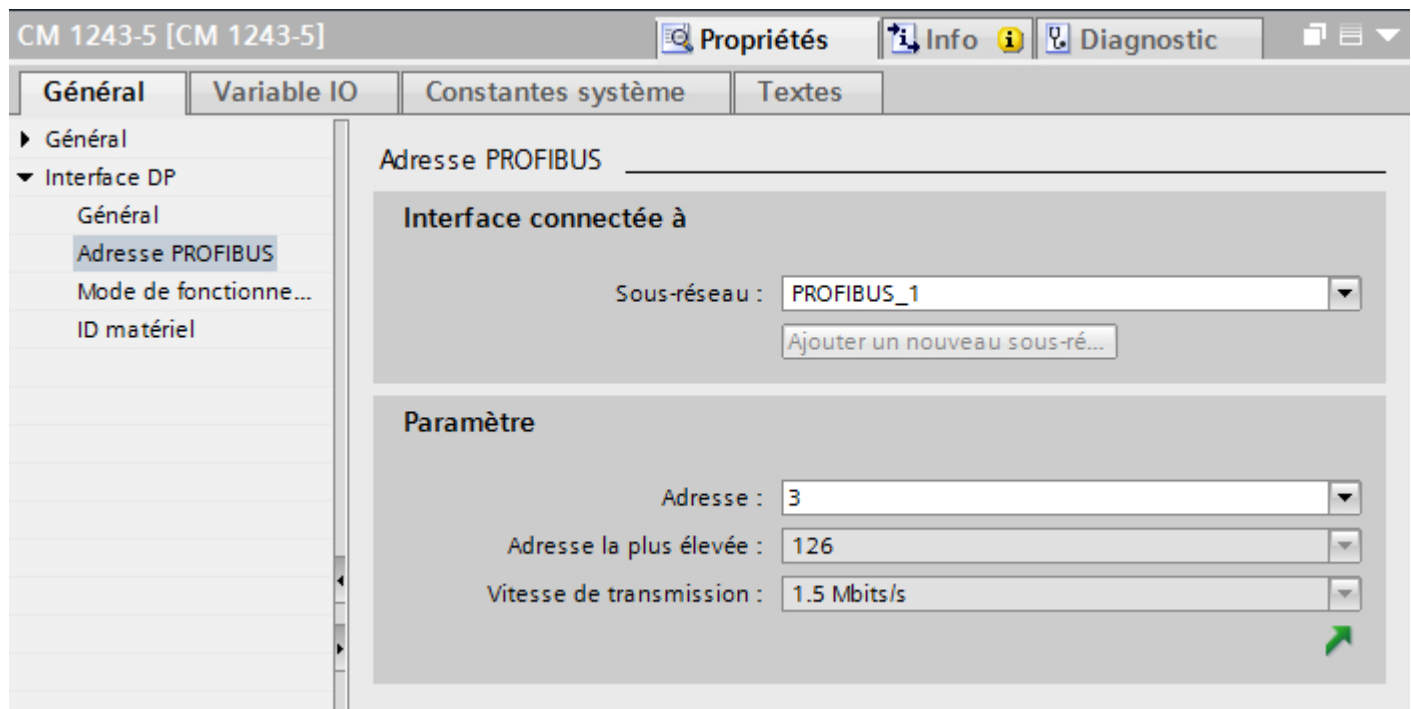 CM 1243-5 [CM 1243-5]
Propriétés
Info
Diagnostic
Général
Variable IO
Constantes système
Textes
Général
Interface DP
Général
Adresse PROFIBUS
Mode de fonctionne...
ID matériel
Adresse PROFIBUS
Interface connectée à
Sous-réseau : PROFIBUS_1
Ajouter un nouveau sous-ré...
Paramètre
Adresse : 3
Adresse la plus élevée : 126
Vitesse de transmission : 1.5 Mbits/s